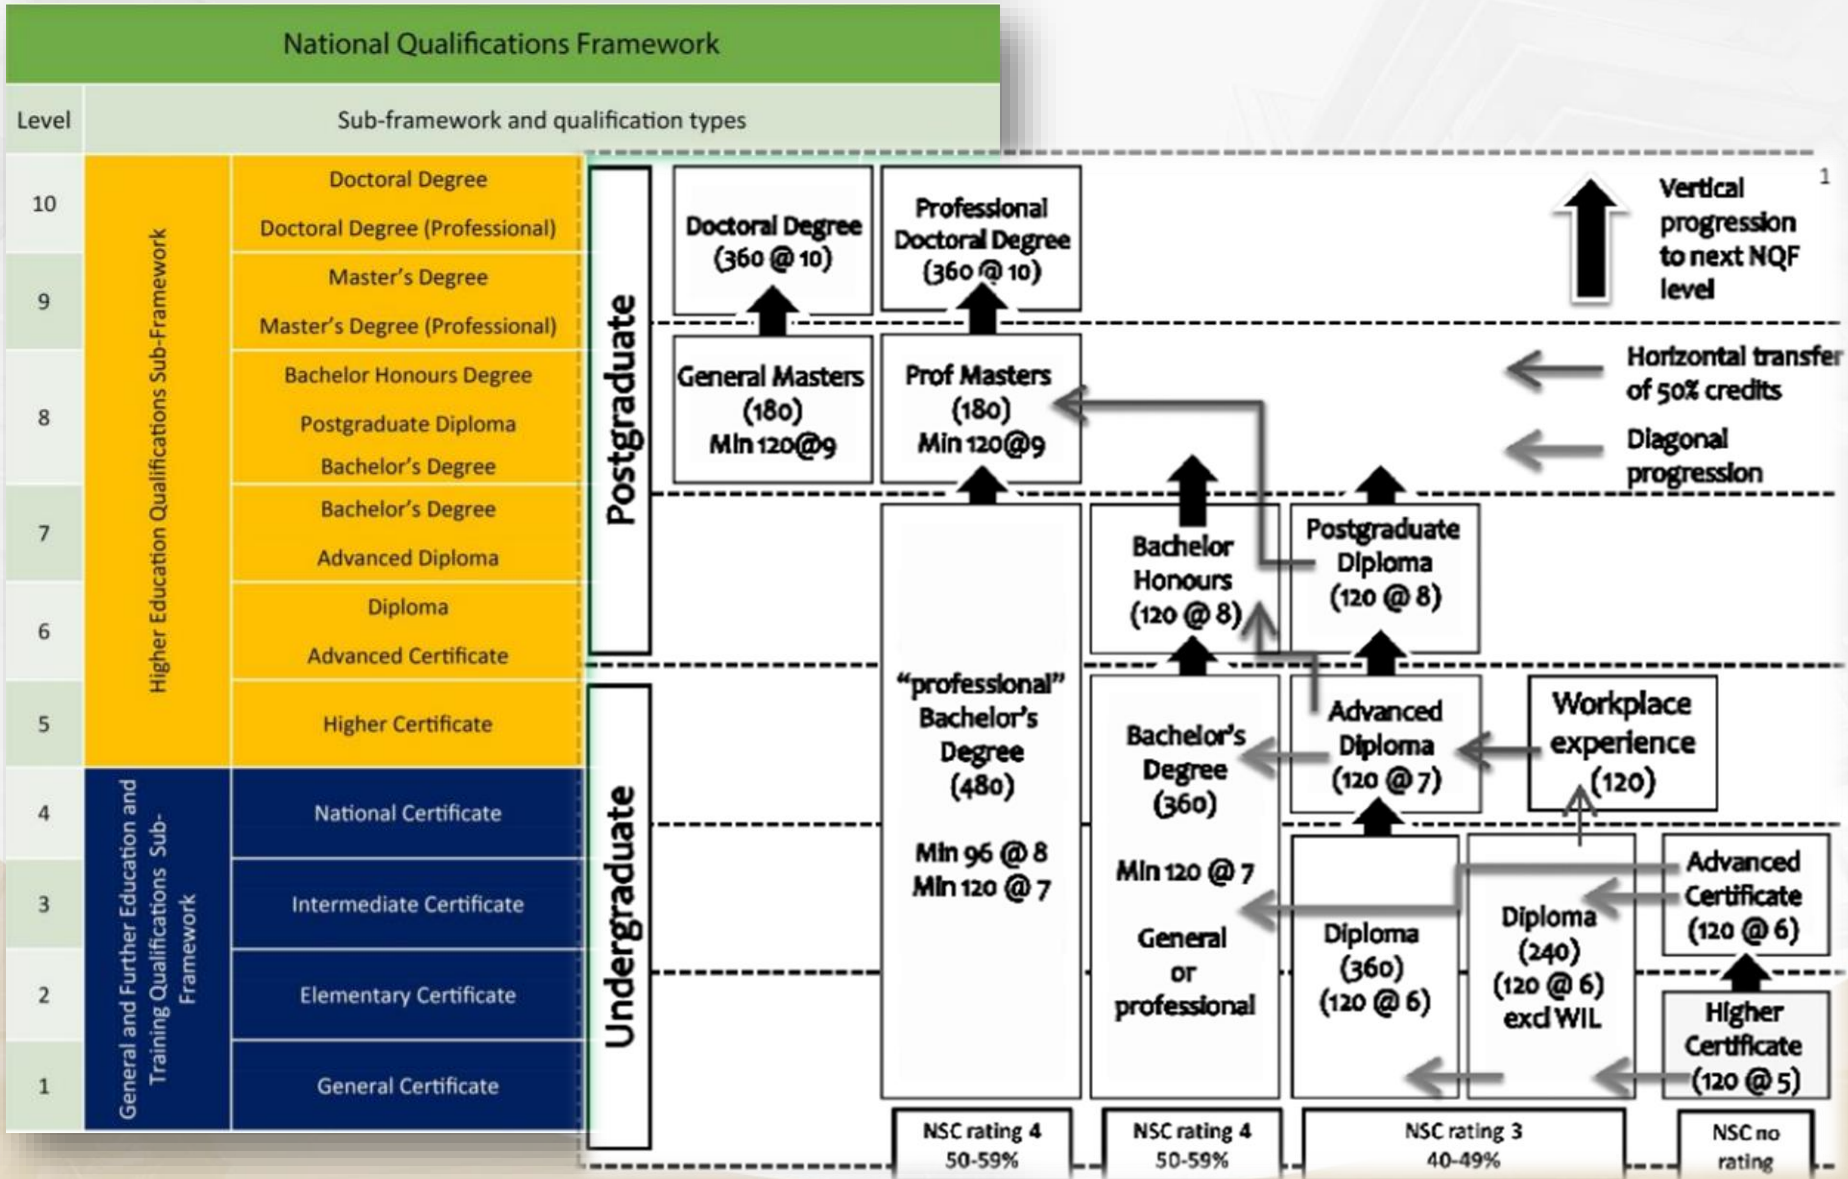 National Qualifications Framework
Level
Sub-framework and qualification types
10
Doctoral Degree
Doctoral Degree (Professional)
9
Master's Degree
Master's Degree (Professional)
8
Bachelor Honours Degree
Postgraduate Diploma
Bachelor's Degree
7
Bachelor's Degree
Advanced Diploma
6
Diploma
Advanced Certificate
5
Higher Certificate
4
National Certificate
3
Intermediate Certificate
2
Elementary Certificate
1
General Certificate
Higher Education Qualifications Sub-Framework
General and Further Education and
Training Qualifications Sub-
Framework
Postgraduate
Undergraduate
Doctoral Degree
(360 @ 10)
Professional
Doctoral Degree
(360 @ 10)
Vertical
progression
to next NQF
level
1
General Masters
(180)
Min 120@9
Prof Masters
(180)
Min 120@9
Horizontal transfer
of 50% credits
Diagonal
progression
Bachelor
Honours
(120 @ 8)
Postgraduate
Diploma
(120 @ 8)
"professional"
Bachelor's
Degree
(480)
Min 96 @ 8
Min 120 @ 7
Bachelor's
Degree
(360)
Min 120 @ 7
General
or
professional
Advanced
Diploma
(120 @ 7)
Workplace
experience
(120)
Diploma
(360)
(120 @ 6)
Diploma
(240)
(120 @ 6)
excl WIL
Advanced
Certificate
(120 @ 6)
Higher
Certificate
(120 @ 5)
NSC rating 4
50-59%
NSC rating 4
50-59%
NSC rating 3
40-49%
NSC no
rating